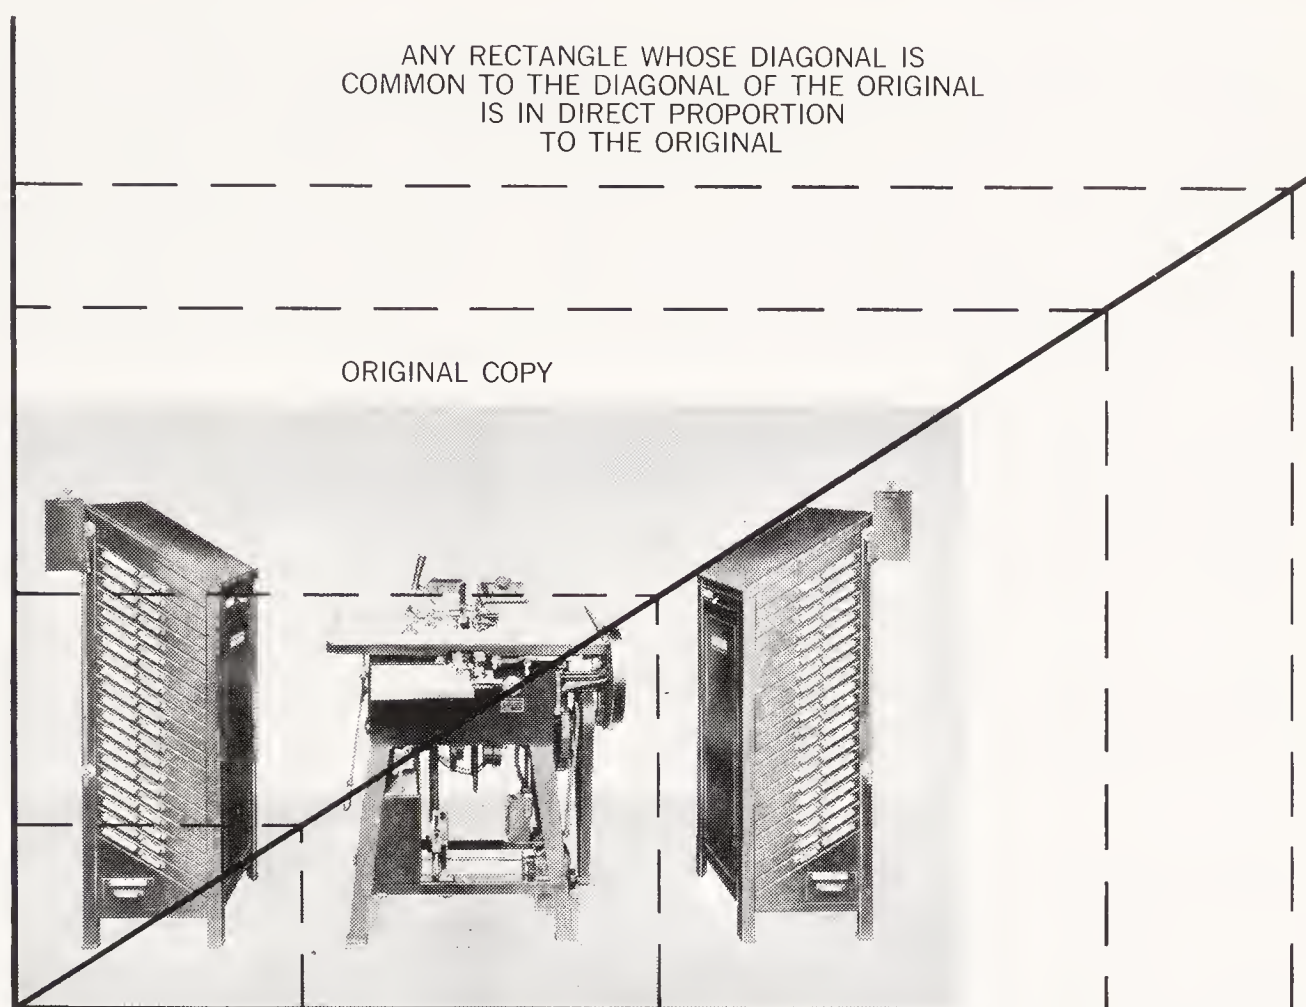 ANY RECTANGLE WHOSE DIAGONAL IS
COMMON TO THE DIAGONAL OF THE ORIGINAL
IS IN DIRECT PROPORTION
TO THE ORIGINAL
ORIGINAL COPY